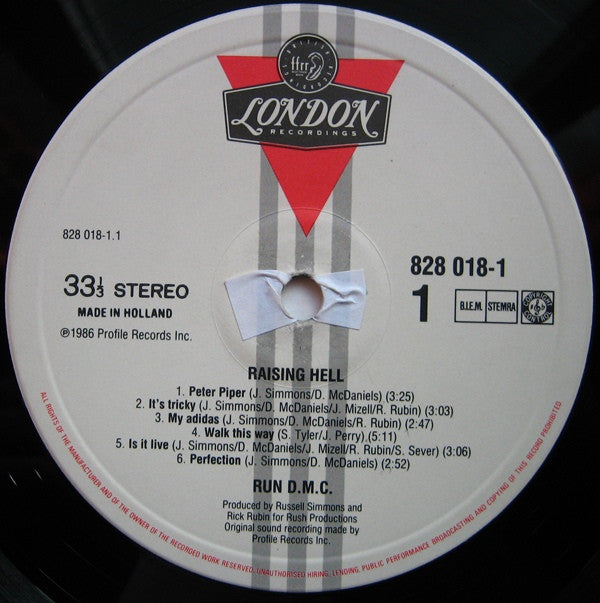 ffrr
LONDON
RECORDINGS
828 018-1.1
33⅓ STEREO
MADE IN HOLLAND
℗1986 Profile Records Inc.
828 018-1
1
B.I.E.M. STEMRA
COPYRIGHT CONTROL
RAISING HELL
1. Peter Piper (J. Simmons/D. McDaniels) (3:25)
2. It's tricky (J. Simmons/D. McDaniels/J. Mizell/R. Rubin) (3:03)
3. My adidas (J. Simmons/D. McDaniels/R. Rubin) (2:47)
4. Walk this way (S. Tyler/J. Perry),(5:11)
5. Is it live (J. Simmons/D. McDaniels/J. Mizell/R. Rubin/S. Sever) (3:06)
6. Perfection (J. Simmons/D. McDaniels) (2:52)
RUN D.M.C.
Produced by Russell Simmons and
Rick Rubin for Rush Productions
Original sound recording made by
Profile Records Inc.
ALL RIGHTS OF THE MANUFACTURER AND OF THE OWNER OF THE RECORDED WORK RESERVED. UNAUTHORISED HIRING, LENDING, PUBLIC PERFORMANCE BROADCASTING AND COPYING OF THIS RECORD PROHIBITED